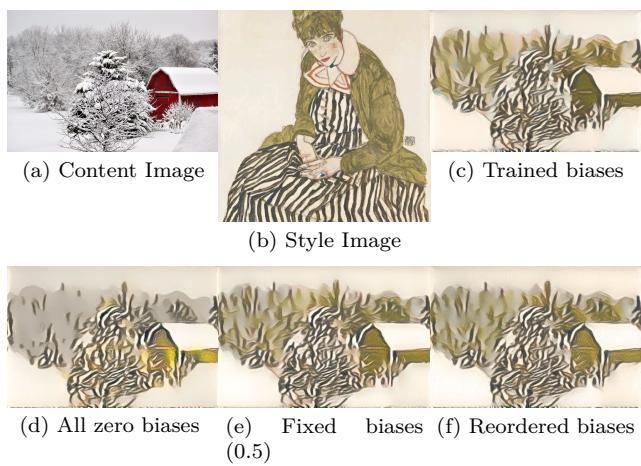 (a) Content Image
(c) Trained biases
(b) Style Image
(d) All zero biases
(e) Fixed biases
(0.5)
(f) Reordered biases